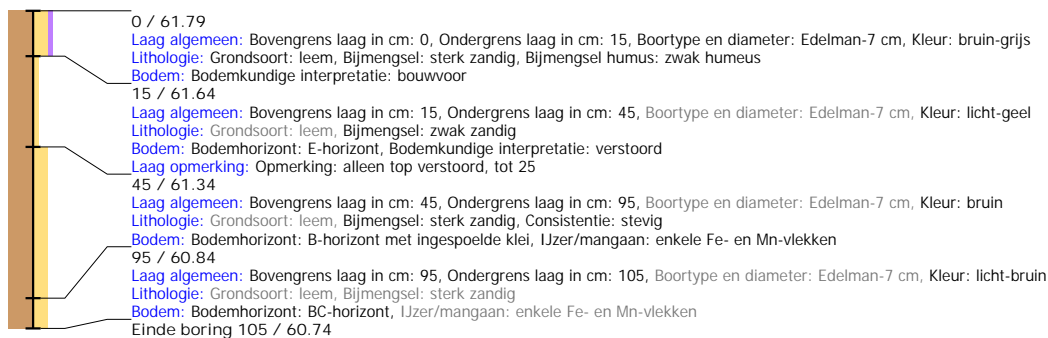 0 / 61.79
Laag algemeen: Bovengrens laag in cm: 0, Ondergrens laag in cm: 15, Boortype en diameter: Edelman-7 cm, Kleur: bruin-grijs
Lithologie: Grondsoort: leem, Bijmengsel: sterk zandig, Bijmengsel humus: zwak humeus
Bodem: Bodemkundige interpretatie: bouwvoor
15 / 61.64
Laag algemeen: Bovengrens laag in cm: 15, Ondergrens laag in cm: 45, Boortype en diameter: Edelman-7 cm, Kleur: licht-geel
Lithologie: Grondsoort: leem, Bijmengsel: zwak zandig
Bodem: Bodemhorizont: E-horizont, Bodemkundige interpretatie: verstoord
Laag opmerking: Opmerking: alleen top verstoord, tot 25
45 / 61.34
Laag algemeen: Bovengrens laag in cm: 45, Ondergrens laag in cm: 95, Boortype en diameter: Edelman-7 cm, Kleur: bruin
Lithologie: Grondsoort: leem, Bijmengsel: sterk zandig, Consistentie: stevig
Bodem: Bodemhorizont: B-horizont met ingespoelde klei, IJzer/mangaan: enkele Fe- en Mn-vlekken
95 / 60.84
Laag algemeen: Bovengrens laag in cm: 95, Ondergrens laag in cm: 105, Boortype en diameter: Edelman-7 cm, Kleur: licht-bruin
Lithologie: Grondsoort: leem, Bijmengsel: sterk zandig
Bodem: Bodemhorizont: BC-horizont, IJzer/mangaan: enkele Fe- en Mn-vlekken
Einde boring 105 / 60.74